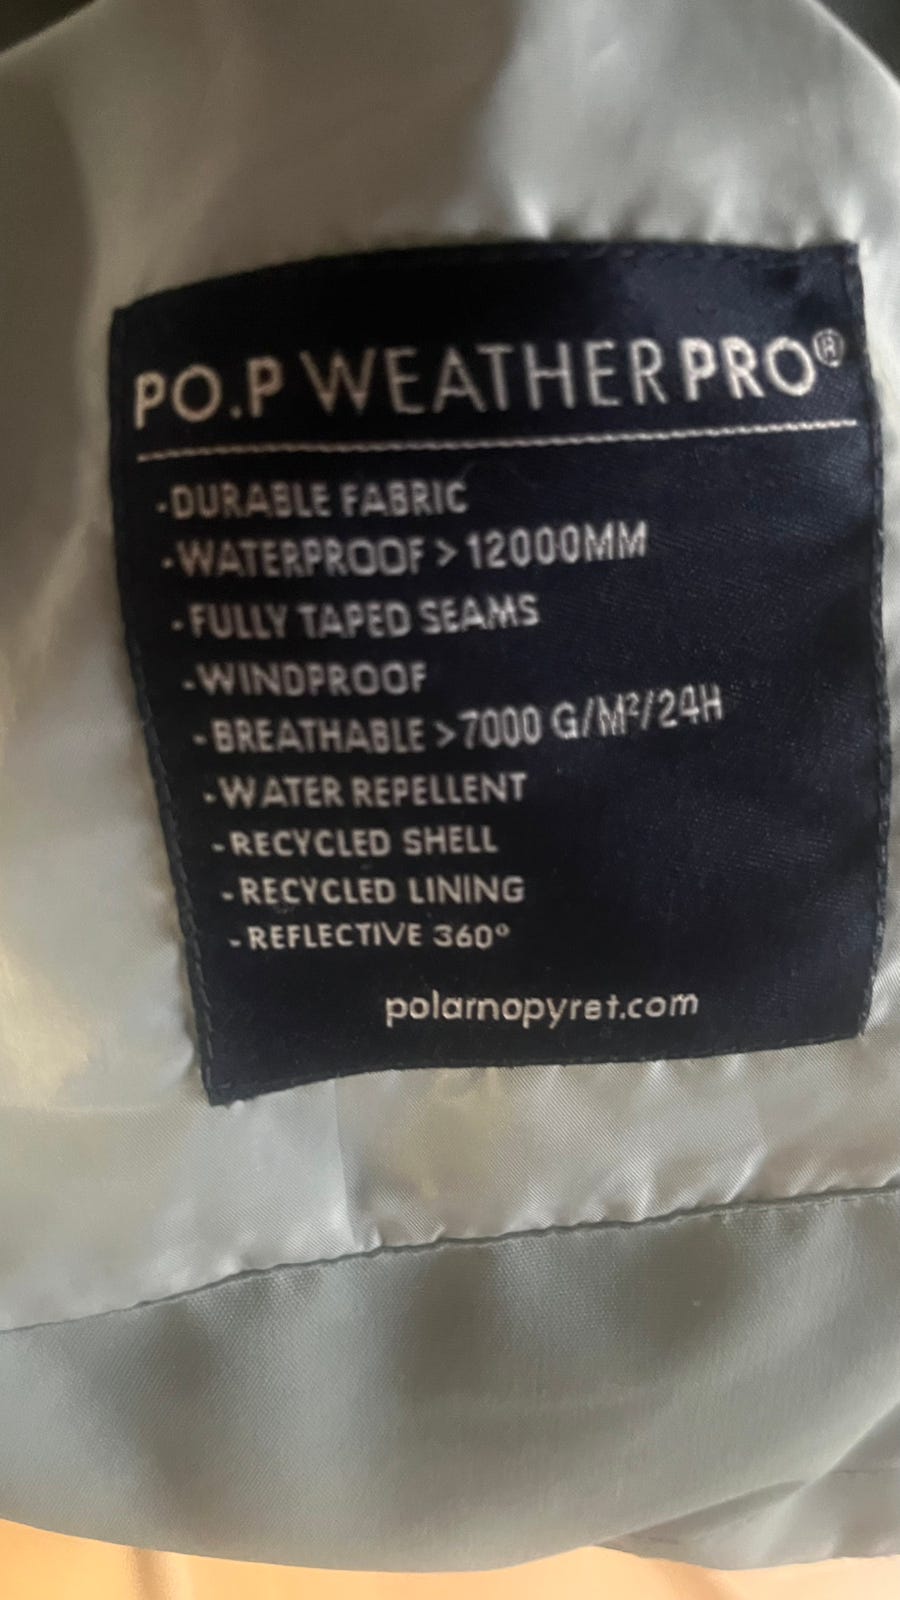 PO.P WEATHERPRO®
-DURABLE FABRIC
-WATERPROOF > 12000MM
-FULLY TAPED SEAMS
-WINDPROOF
-BREATHABLE >7000 G/M²/24H
-WATER REPELLENT
-RECYCLED SHELL
-RECYCLED LINING
-REFLECTIVE 360°
polarnopyret.com